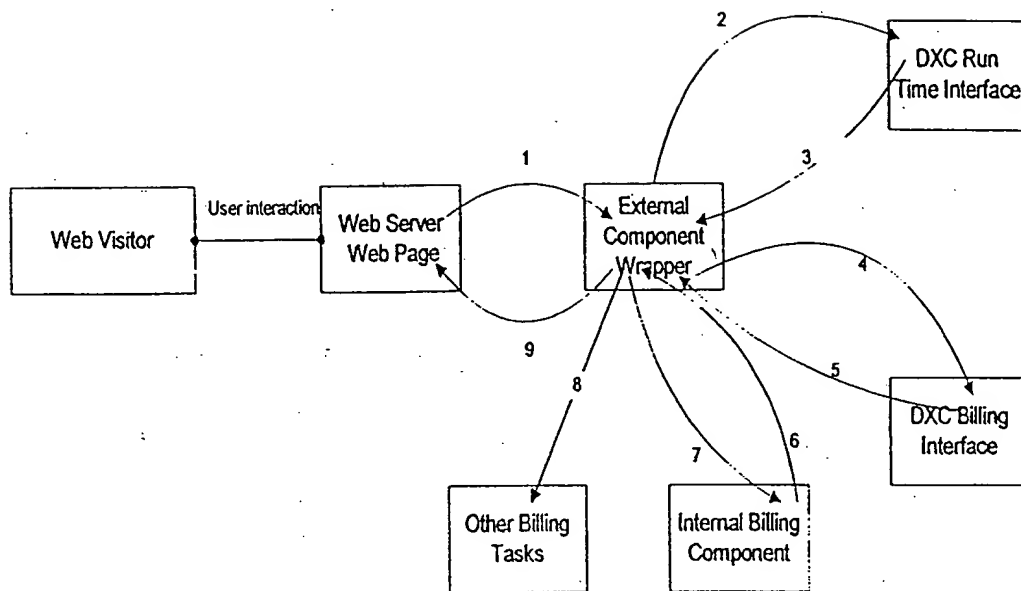 2
DXC Run
Time Interface
3
1
Web Visitor
User interaction
Web Server
Web Page
External
Component
Wrapper
4
9
8
5
DXC Billing
Interface
7
6
Other Billing
Tasks
Internal Billing
Component